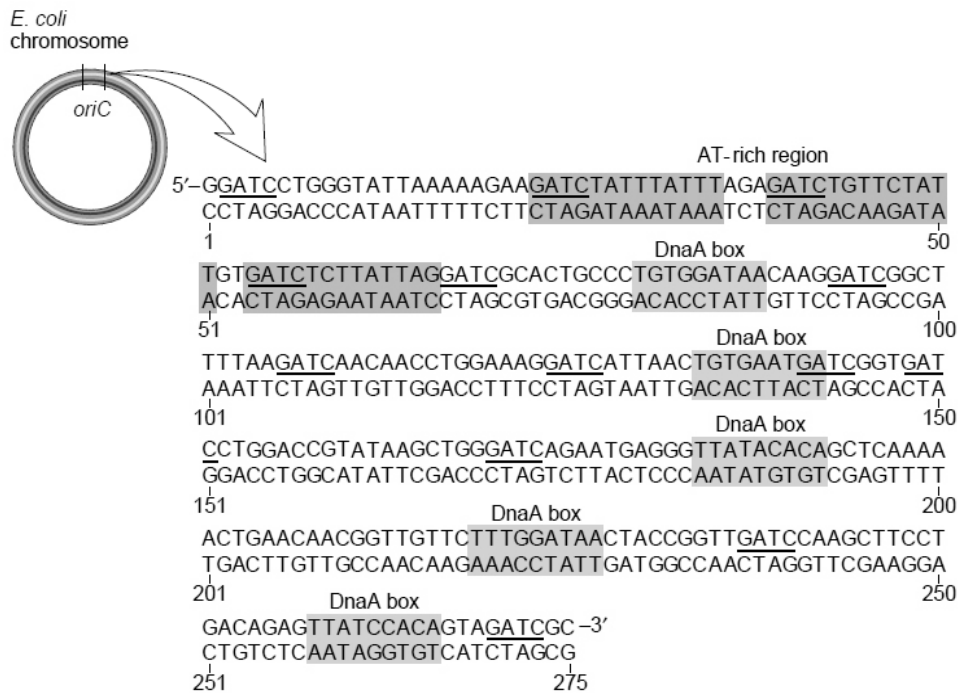 E. coli
chromosome
oriC
AT-rich region
5′–GGATCCTGGGTATTAAAAAGAAGATCTATTTATTTAGAGATCTGTTCTAT
CCTAGGACCCATAATTTTTCTTCTAGATAAATAAATCTCTAGACAAGATA
1 50
DnaA box
TGTGATCTCTTATTAGGATCGCACTGCCCTGTGGATAACAAGGATCGGCT
ACACTAGAGAATAATCCTAGCGTGACGGGACACCTATTGTTCCTAGCCGA
51 100
DnaA box
TTTAAGATCAACAACCTGGAAAGGATCATTAACTGTGAATGATCGGTGAT
AAATTCTAGTTGTTGGACCTTTCCTAGTAATTGACACTTACTAGCCACTA
101 150
DnaA box
CCTGGACCGTATAAGCTGGGATCAGAATGAGGGTTATACACAGCTCAAAA
GGACCTGGCATATTCGACCCTAGTCTTACTCCCAATATGTGTCGAGTTTT
151 200
DnaA box
ACTGAACAACGGTTGTTCTTTGGATAACTACCGGTTGATCCAAGCTTCCT
TGACTTGTTGCCAACAAGAAACCTATTGATGGCCAACTAGGTTCGAAGGA
201 250
DnaA box
GACAGAGTTATCCACAGTAGATCGC –3′
CTGTCTCAATAGGTGTCATCTAGCG
251 275